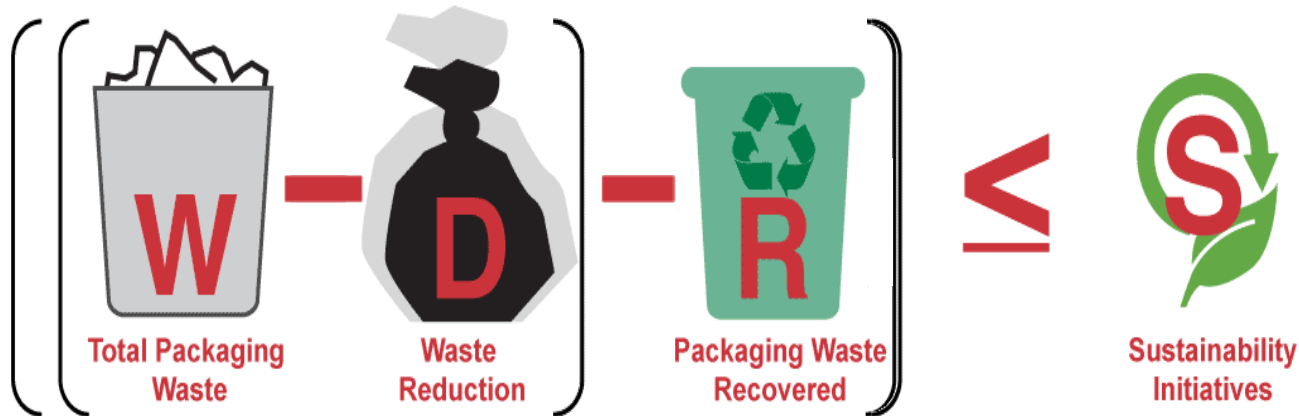 ((W - D) - R) ≤ S
Total Packaging
Waste
Waste
Reduction
Packaging Waste
Recovered
Sustainability
Initiatives